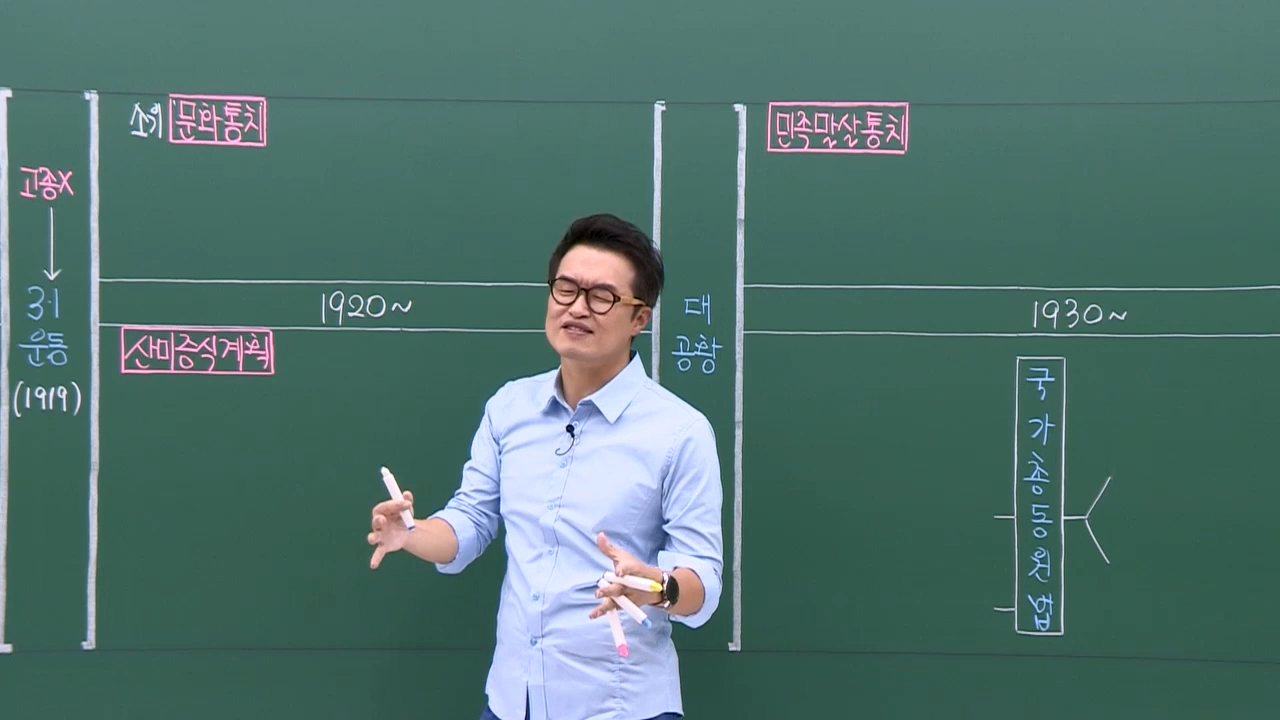 고종X
3·1
운동
(1919)
소위 '문화통치'
1920~
산미증식계획
대
공황
민족말살통치
1930~
국
가
총
동
원
법